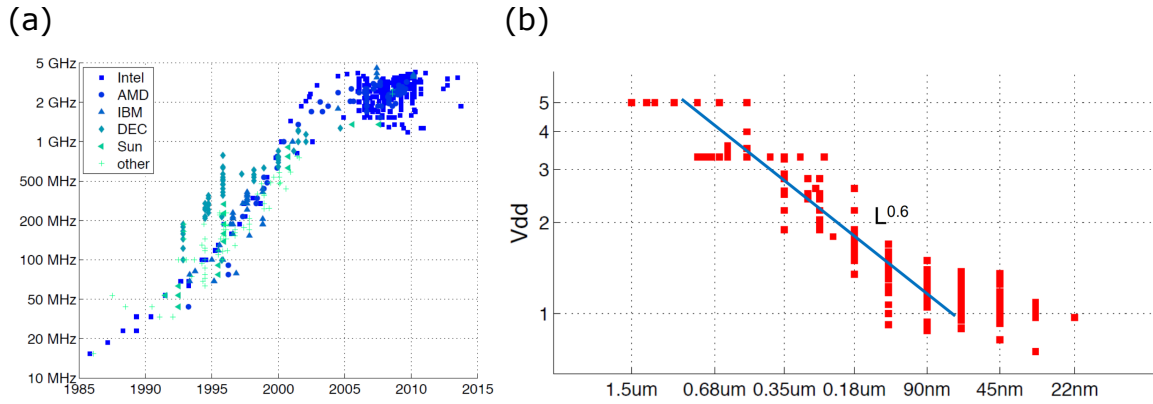 (a)
5 GHz
2 GHz
1 GHz
500 MHz
200 MHz
100 MHz
50 MHz
20 MHz
10 MHz
Intel
AMD
IBM
DEC
Sun
other
1985 1990 1995 2000 2005 2010 2015
(b)
Vdd
5
4
3
2
1
L^0.6
1.5um 0.68um 0.35um 0.18um 90nm 45nm 22nm